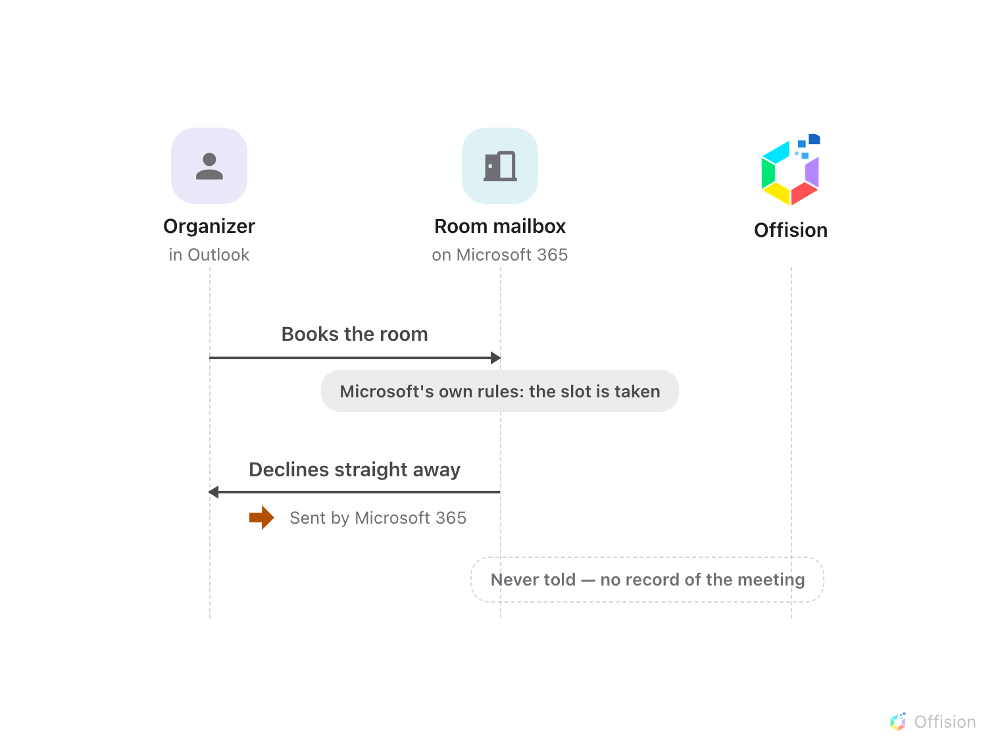 Organizer
in Outlook
Room mailbox
on Microsoft 365
Offision
Books the room
Microsoft's own rules: the slot is taken
Declines straight away
Sent by Microsoft 365
Never told — no record of the meeting
Offision